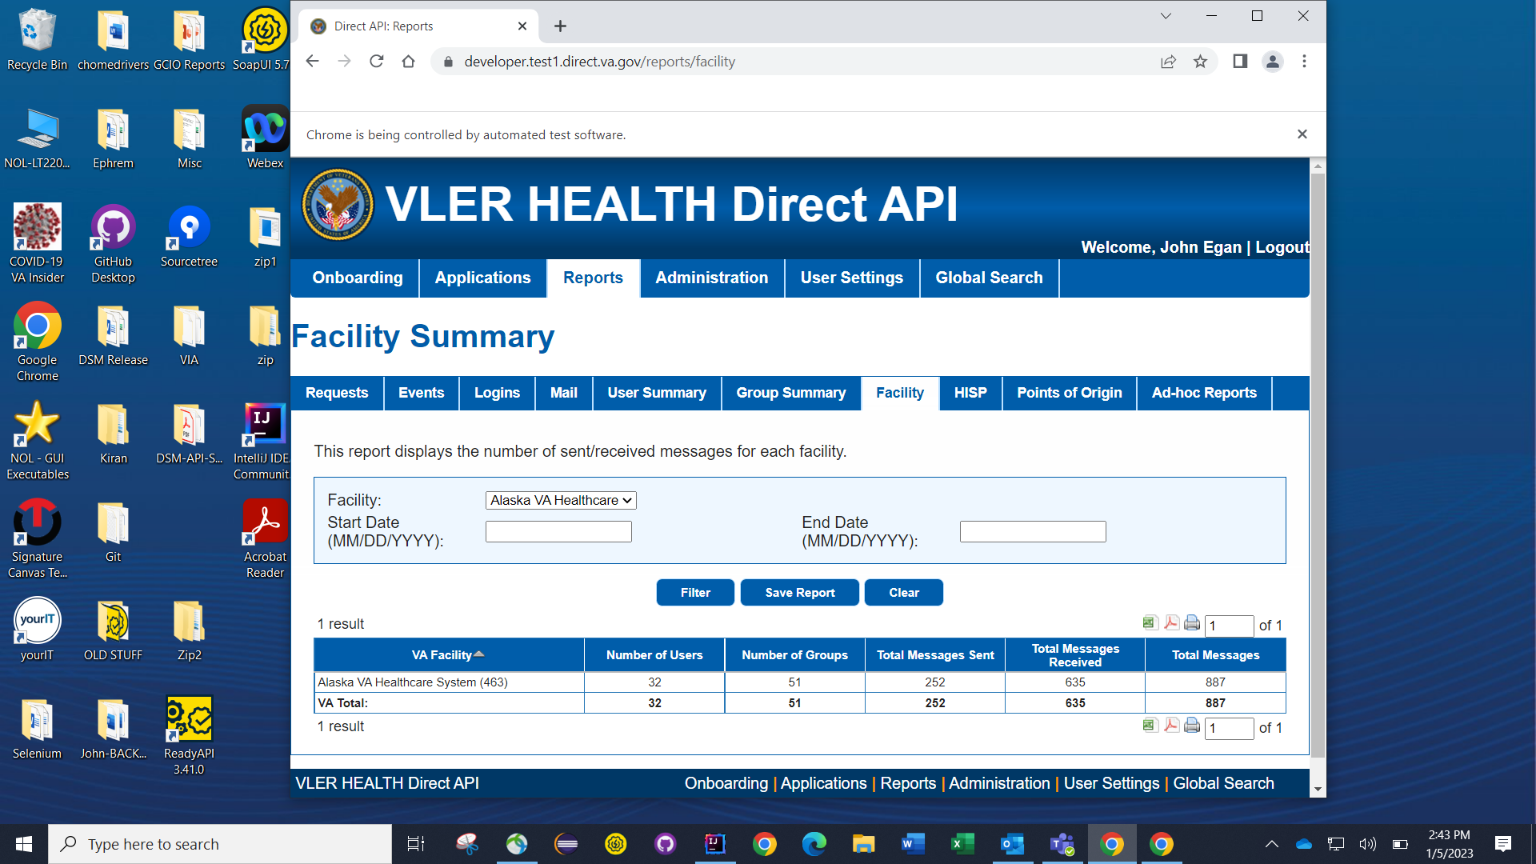 Recycle Bin
chomedrivers
GCIO Reports
SoapUI 5.7
NOL-LT220...
Ephrem
Misc
Webex
COVID-19
VA Insider
GitHub
Desktop
Sourcetree
zip1
Google
Chrome
DSM Release
VIA
zip
NOL - GUI
Executables
Kiran
DSM-API-S...
IJ
IntelliJ IDE
Communit
Signature
Canvas Te...
Git
Acrobat
Reader
yourIT
yourIT
OLD STUFF
Zip2
Selenium
John-BACK...
ReadyAPI
3.41.0
Direct API: Reports
developer.test1.direct.va.gov/reports/facility
Chrome is being controlled by automated test software.
VLER HEALTH Direct API
Welcome, John Egan | Logout
Onboarding
Applications
Reports
Administration
User Settings
Global Search
Facility Summary
Requests
Events
Logins
Mail
User Summary
Group Summary
Facility
HISP
Points of Origin
Ad-hoc Reports
This report displays the number of sent/received messages for each facility.
Facility:
Alaska VA Healthcare
Start Date
(MM/DD/YYYY):
End Date
(MM/DD/YYYY):
Filter
Save Report
Clear
1 result
1 of 1
VA Facility
Number of Users
Number of Groups
Total Messages Sent
Total Messages
Received
Total Messages
Alaska VA Healthcare System (463) 32 51 252 635 887
VA Total: 32 51 252 635 887
1 result
1 of 1
VLER HEALTH Direct API
Onboarding | Applications | Reports | Administration | User Settings | Global Search
Type here to search
2:43 PM
1/5/2023